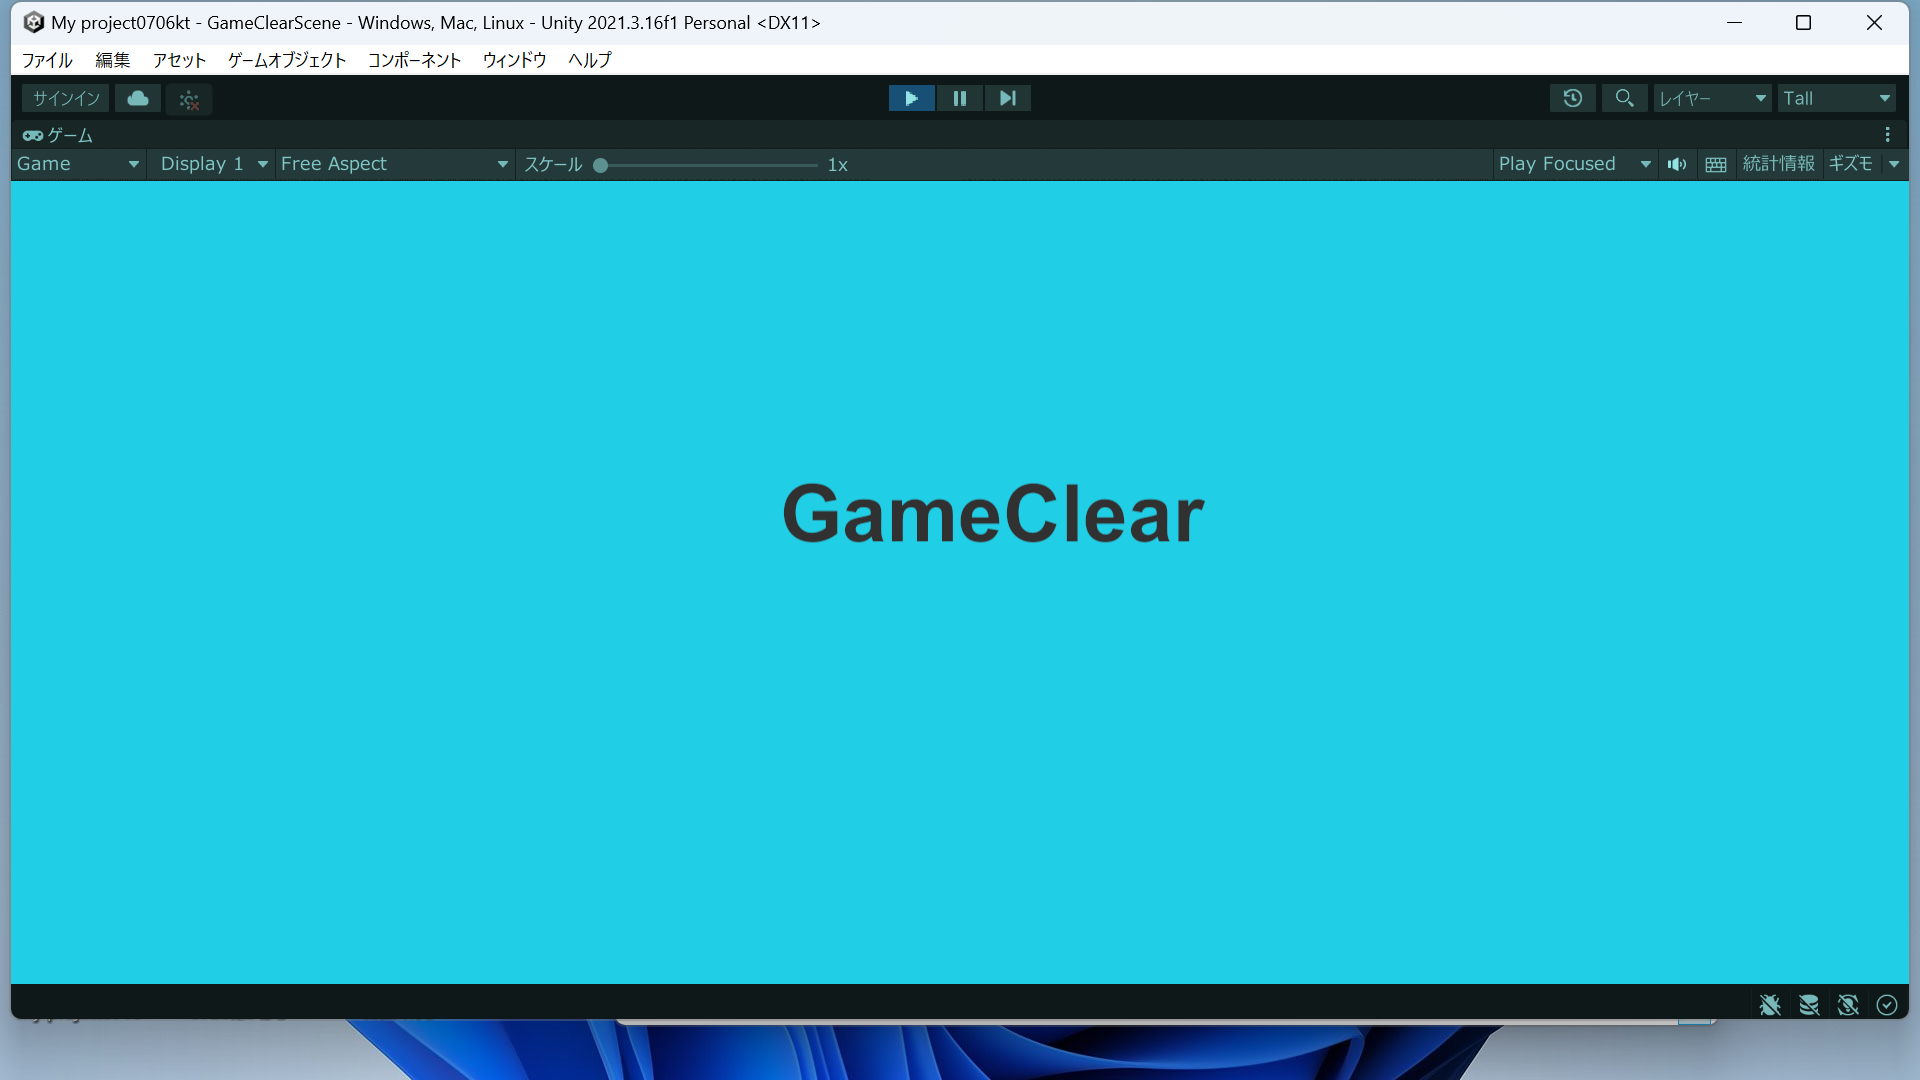 My project0706kt - GameClearScene - Windows, Mac, Linux - Unity 2021.3.16f1 Personal <DX11>
ファイル 編集 アセット ゲームオブジェクト コンポーネント ウィンドウ ヘルプ
サインイン レイヤー Tall
ゲーム
Game Display 1 Free Aspect スケール 1x Play Focused 統計情報 ギズモ
GameClear